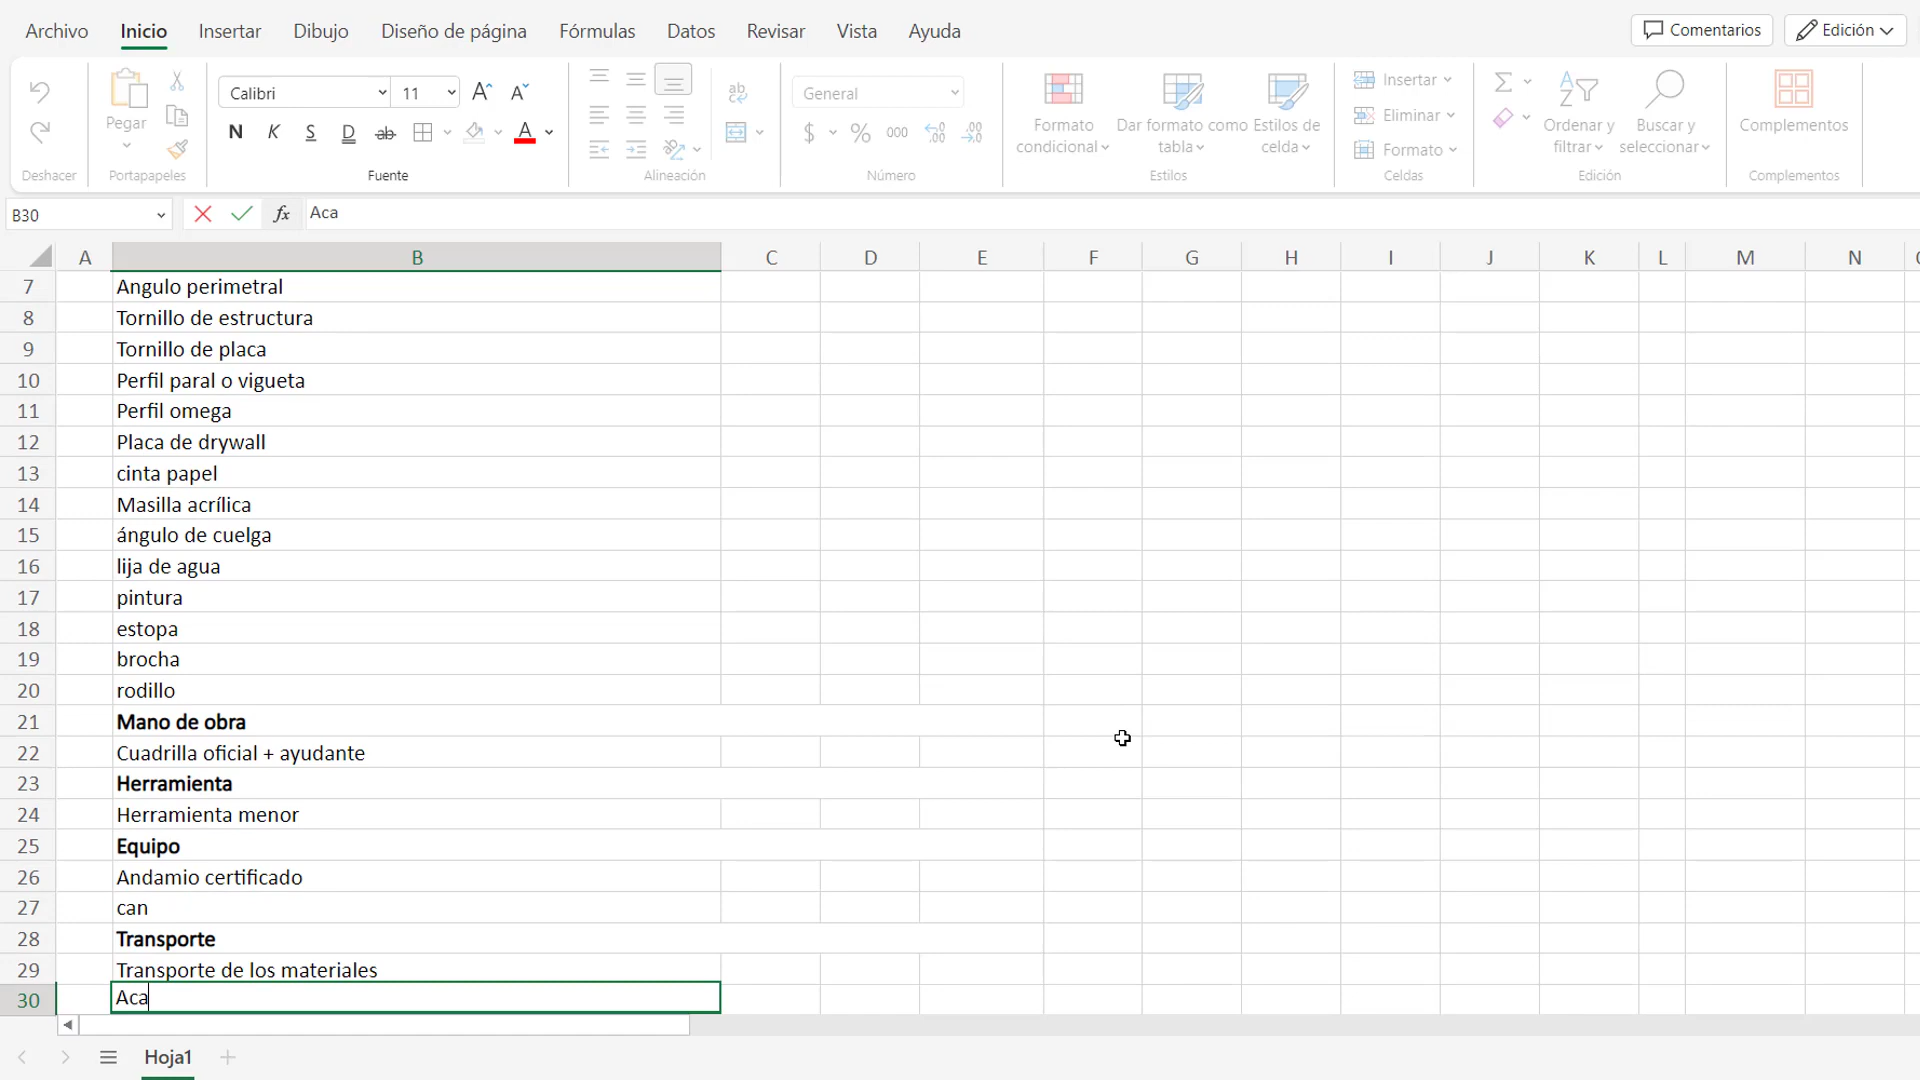 Archivo Inicio Insertar Dibujo Diseño de página Fórmulas Datos Revisar Vista Ayuda Comentarios Edición
Pegar
Deshacer Portapapeles
Calibri 11
N K S D ab A
Fuente
ab c
Alineación
General
$ % 000 .00 .00
Número
Formato condicional
Dar formato como tabla
Estilos de celda
Estilos
Insertar
Eliminar
Formato
Celdas
Ordenar y filtrar
Buscar y seleccionar
Edición
Complementos
Complementos
B30 fx Aca
A B C D E F G H I J K L M N
7 Angulo perimetral
8 Tornillo de estructura
9 Tornillo de placa
10 Perfil paral o vigueta
11 Perfil omega
12 Placa de drywall
13 cinta papel
14 Masilla acrílica
15 ángulo de cuelga
16 lija de agua
17 pintura
18 estopa
19 brocha
20 rodillo
21 Mano de obra
22 Cuadrilla oficial + ayudante
23 Herramienta
24 Herramienta menor
25 Equipo
26 Andamio certificado
27 can
28 Transporte
29 Transporte de los materiales
30 Aca
Hoja1